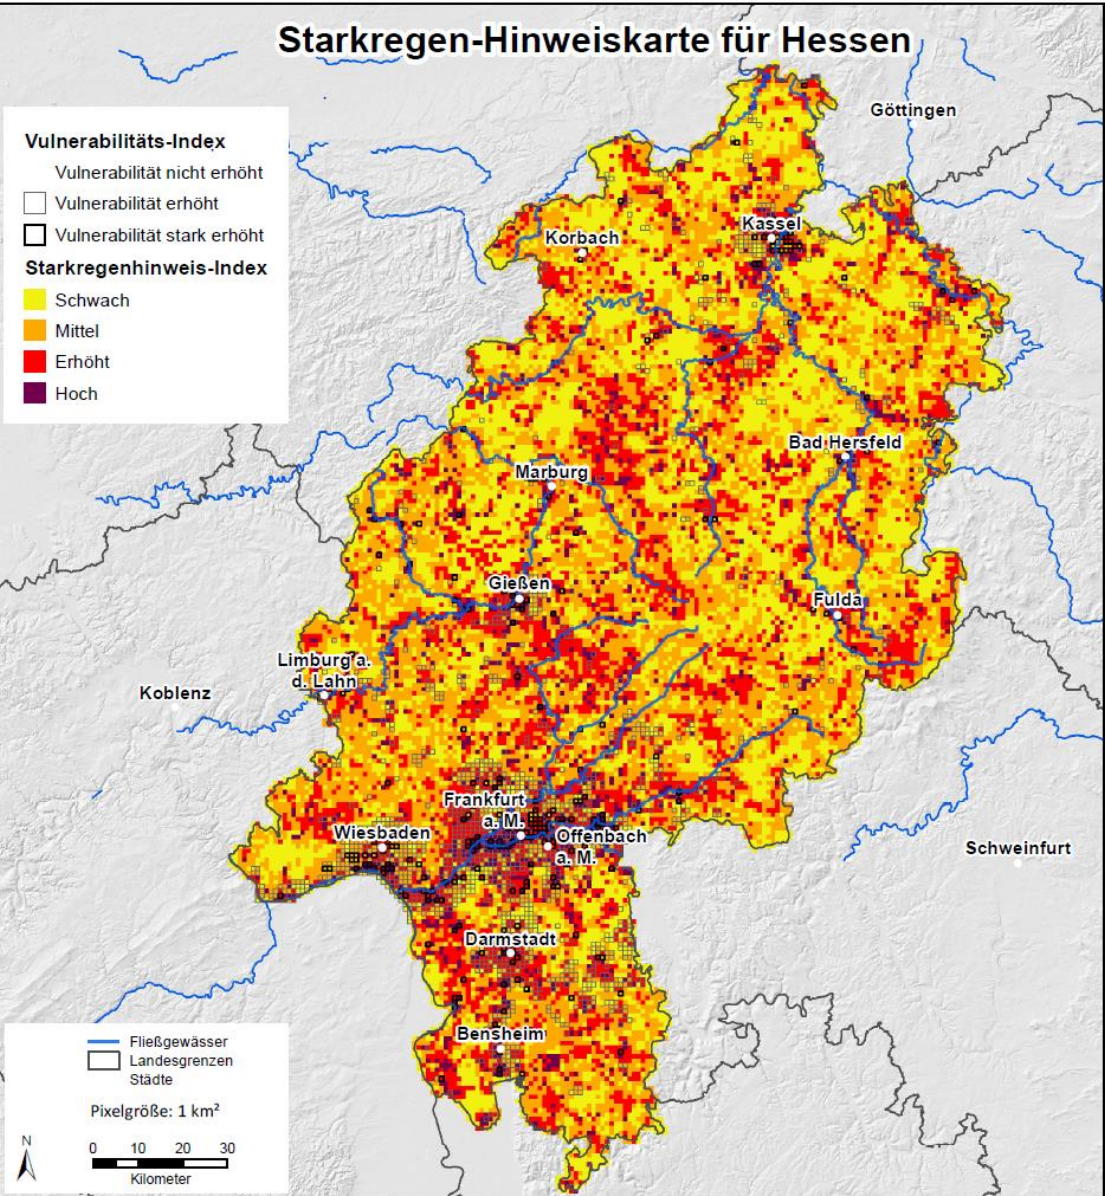 Starkregen-Hinweiskarte für Hessen
Göttingen
Vulnerabilitäts-Index
Vulnerabilität nicht erhöht
Vulnerabilität erhöht
Vulnerabilität stark erhöht
Starkregenhinweis-Index
Schwach
Mittel
Erhöht
Hoch
Kassel
Korbach
Bad Hersfeld
Marburg
Gießen
Fulda
Limburg a.
d. Lahn
Koblenz
Frankfurt
a. M.
Wiesbaden
Offenbach
a. M.
Schweinfurt
Darmstadt
Bensheim
Fließgewässer
Landesgrenzen
Städte
Pixelgröße: 1 km²
N
0 10 20 30
Kilometer